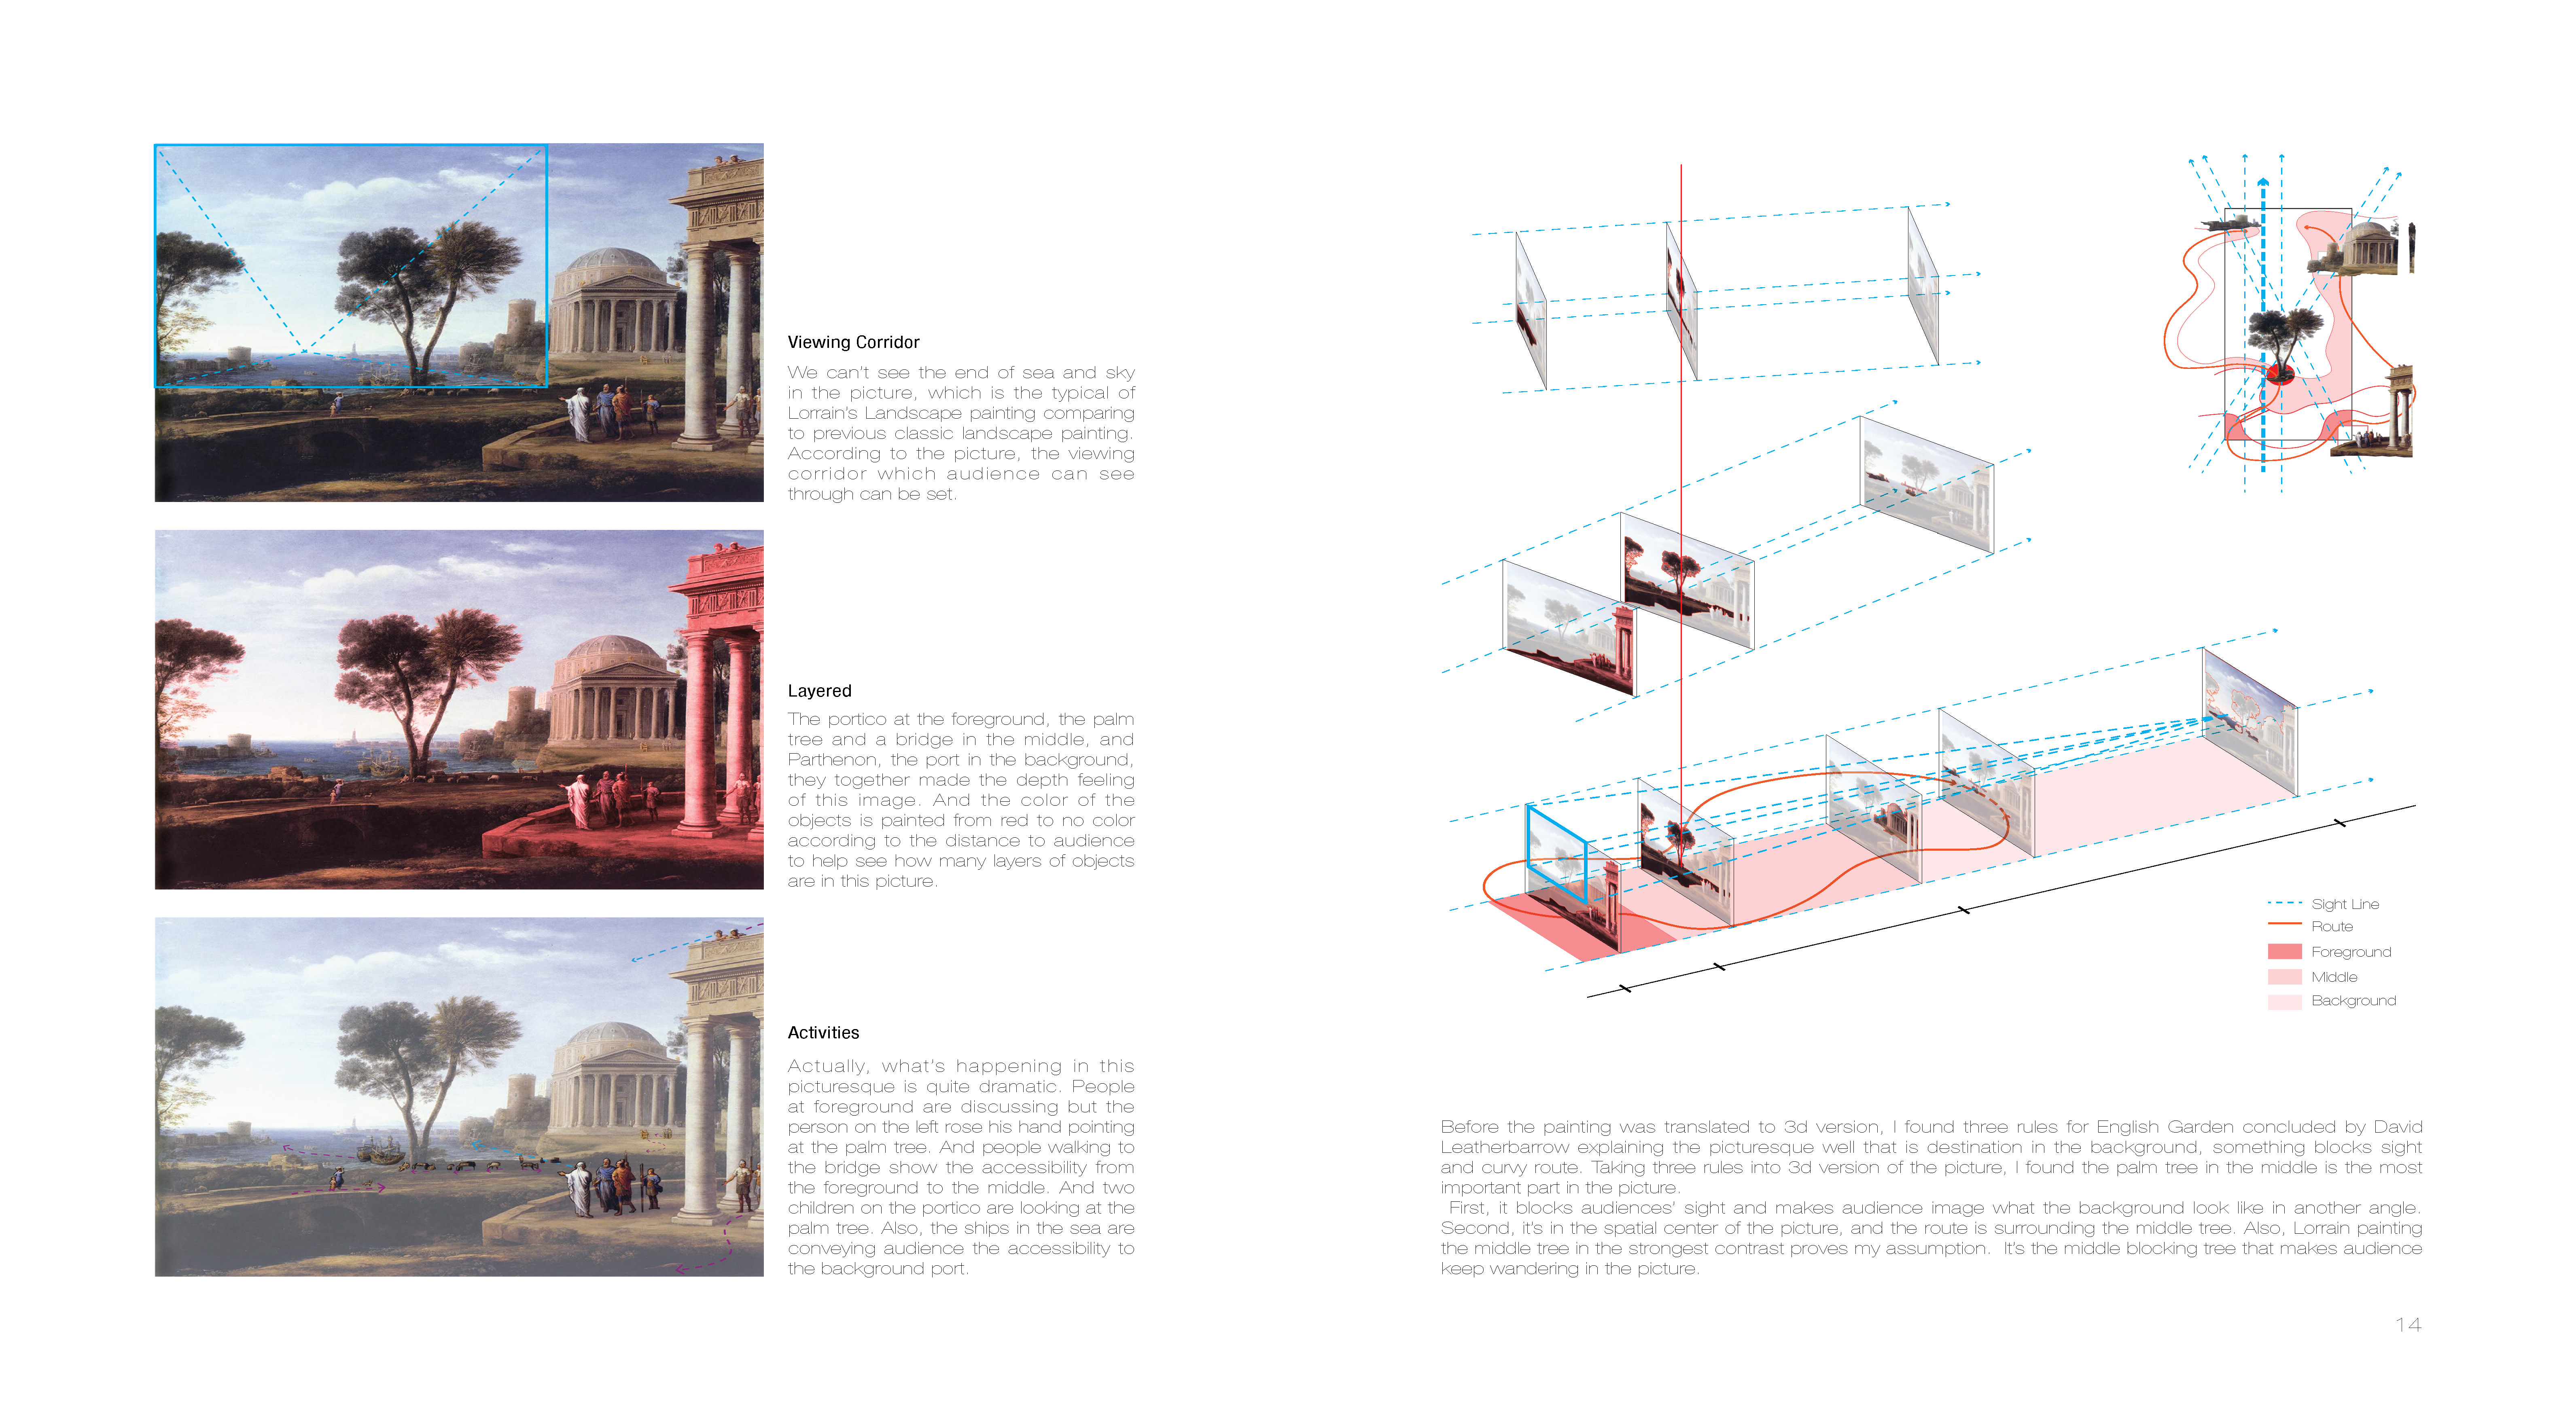 Viewing Corridor
We can't see the end of sea and sky
in the picture, which is the typical of
Lorrain's Landscape painting comparing
to previous classic landscape painting.
According to the picture, the viewing
corridor which audience can see
through can be set.
Layered
The portico at the foreground, the palm
tree and a bridge in the middle, and
Parthenon, the port in the background,
they together made the depth feeling
of this image. And the color of the
objects is painted from red to no color
according to the distance to audience
to help see how many layers of objects
are in this picture.
Activities
Actually, what's happening in this
picturesque is quite dramatic. People
at foreground are discussing but the
person on the left rose his hand pointing
at the palm tree. And people walking to
the bridge show the accessibility from
the foreground to the middle. And two
children on the portico are looking at the
palm tree. Also, the ships in the sea are
conveying audience the accessibility to
the background port.
Sight Line
Route
Foreground
Middle
Background
Before the painting was translated to 3d version, I found three rules for English Garden concluded by David
Leatherbarrow explaining the picturesque well that is destination in the background, something blocks sight
and curvy route. Taking three rules into 3d version of the picture, I found the palm tree in the middle is the most
important part in the picture.
First, it blocks audiences' sight and makes audience image what the background look like in another angle.
Second, it's in the spatial center of the picture, and the route is surrounding the middle tree. Also, Lorrain painting
the middle tree in the strongest contrast proves my assumption. It's the middle blocking tree that makes audience
keep wandering in the picture.
14